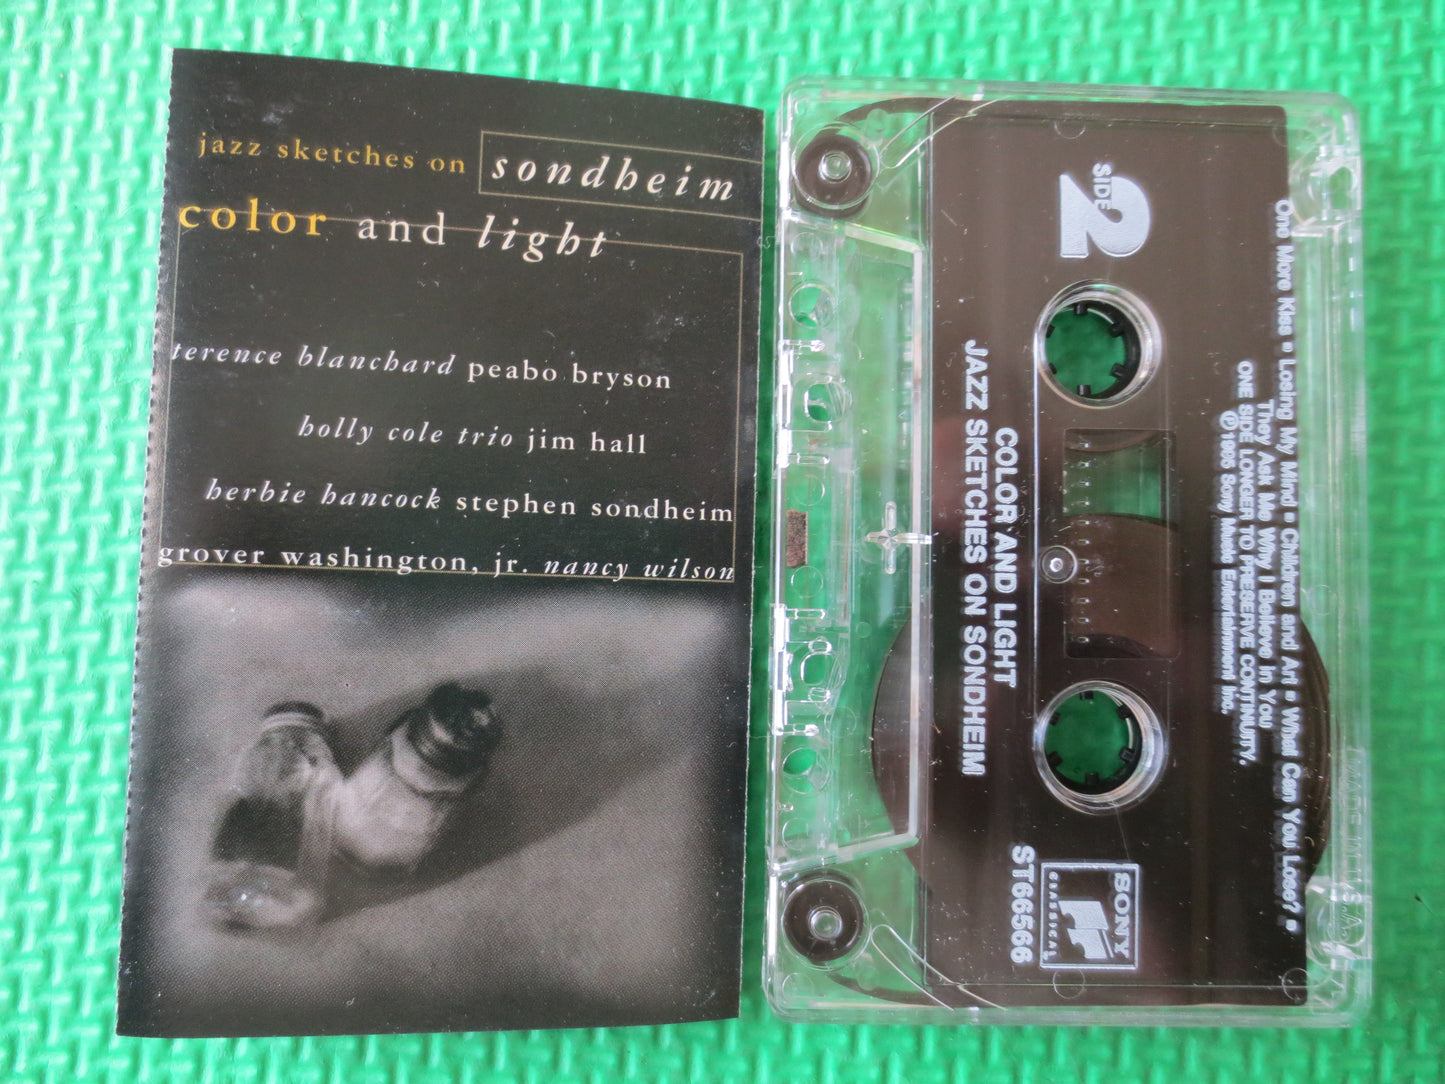 jazz sketches on sondheim
color and light
terence blanchard peabo bryson
holly cole trio jim hall
herbie hancock stephen sondheim
grover washington, jr. nancy wilson
SIDE 2
One More Kiss • Losing My Mind • Children and Art • What Can You Lose? •
They Ask Me Why I Believe In You
ONE SIDE LONGER TO PRESERVE CONTINUITY.
℗ 1995 Sony Music Entertainment Inc.
COLOR AND LIGHT
JAZZ SKETCHES ON SONDHEIM
SONY
CLASSICAL
ST66566
MADE IN U.S.A.